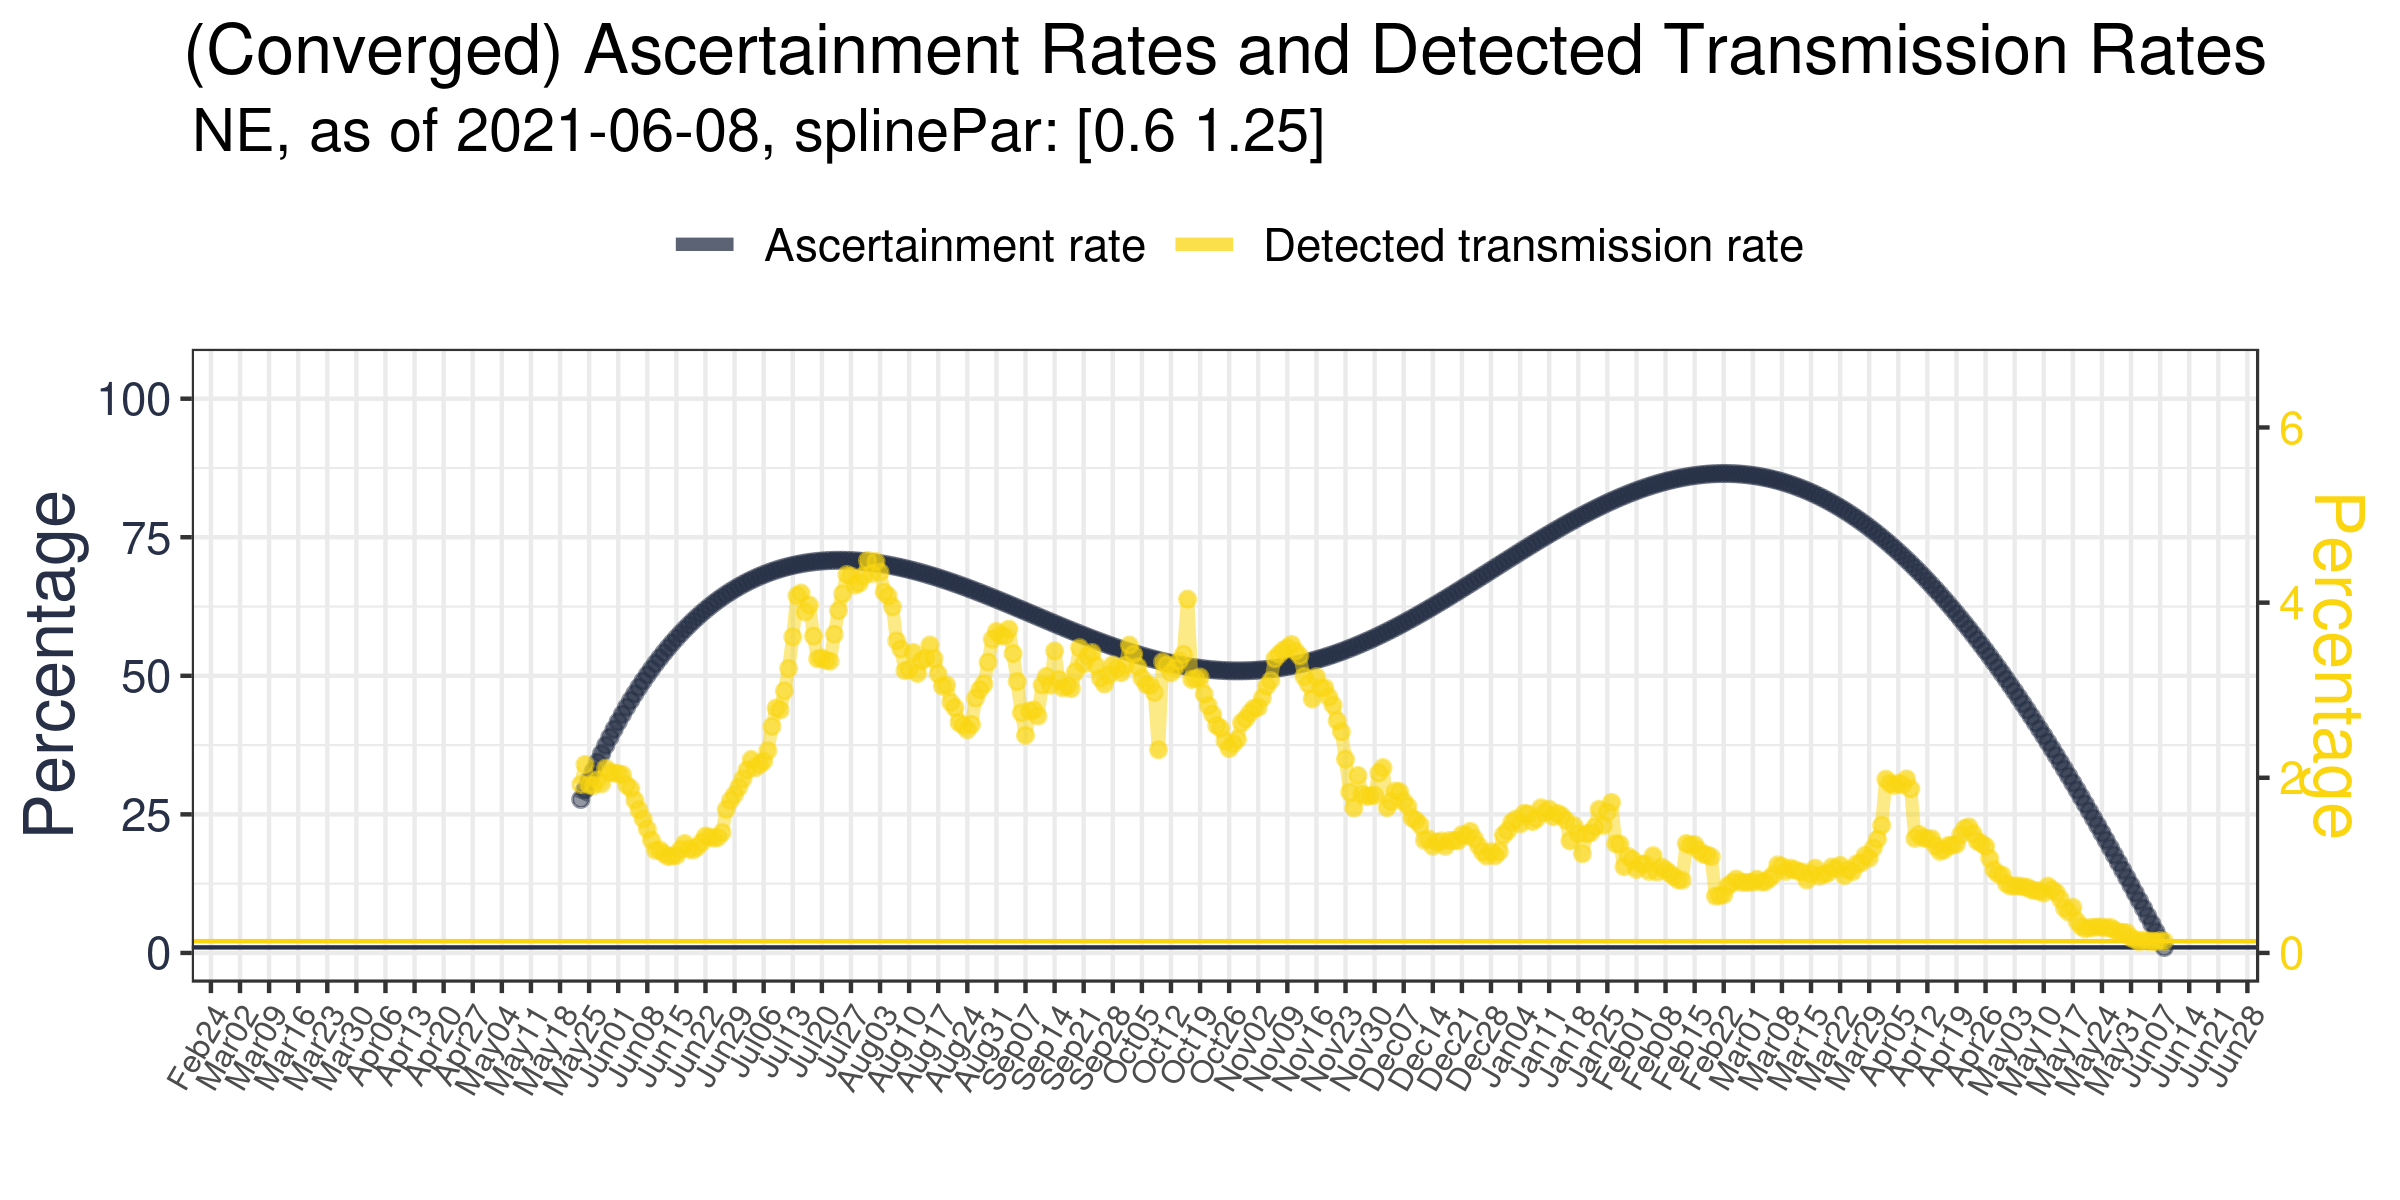 (Converged) Ascertainment Rates and Detected Transmission Rates
NE, as of 2021-06-08, splinePar: [0.6 1.25]
Ascertainment rate
Detected transmission rate
Percentage
100
75
50
25
0
6
4
2
0
Percentage
Feb24
Mar02
Mar09
Mar16
Mar23
Mar30
Apr06
Apr13
Apr20
Apr27
May04
May11
May18
May25
Jun01
Jun08
Jun15
Jun22
Jun29
Jul06
Jul13
Jul20
Jul27
Aug03
Aug10
Aug17
Aug24
Aug31
Sep07
Sep14
Sep21
Sep28
Oct05
Oct12
Oct19
Oct26
Nov02
Nov09
Nov16
Nov23
Nov30
Dec07
Dec14
Dec21
Dec28
Jan04
Jan11
Jan18
Jan25
Feb01
Feb08
Feb15
Feb22
Mar01
Mar08
Mar15
Mar22
Mar29
Apr05
Apr12
Apr19
Apr26
May03
May10
May17
May24
May31
Jun07
Jun14
Jun21
Jun28